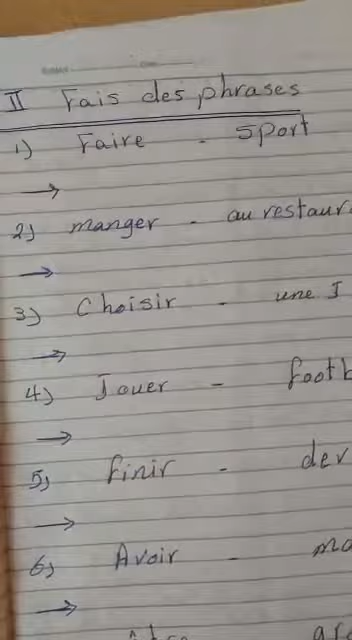 II Fais des phrases
1) Faire - Sport
→
2) manger - au restaur
→
3) Choisir - une J
→
4) Jouer - footb
→
5) finir - dev
→
6) Avoir - ma
→